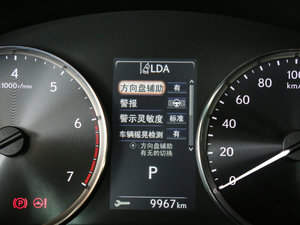 LDA
方向盘辅助 有
警报
警示灵敏度 标准
车辆摇晃检测 有
:方向盘辅助
有无的切换
P
9967km
4
5
6
7
x1000r/min
0
20
40
60
80
100
km/h
P